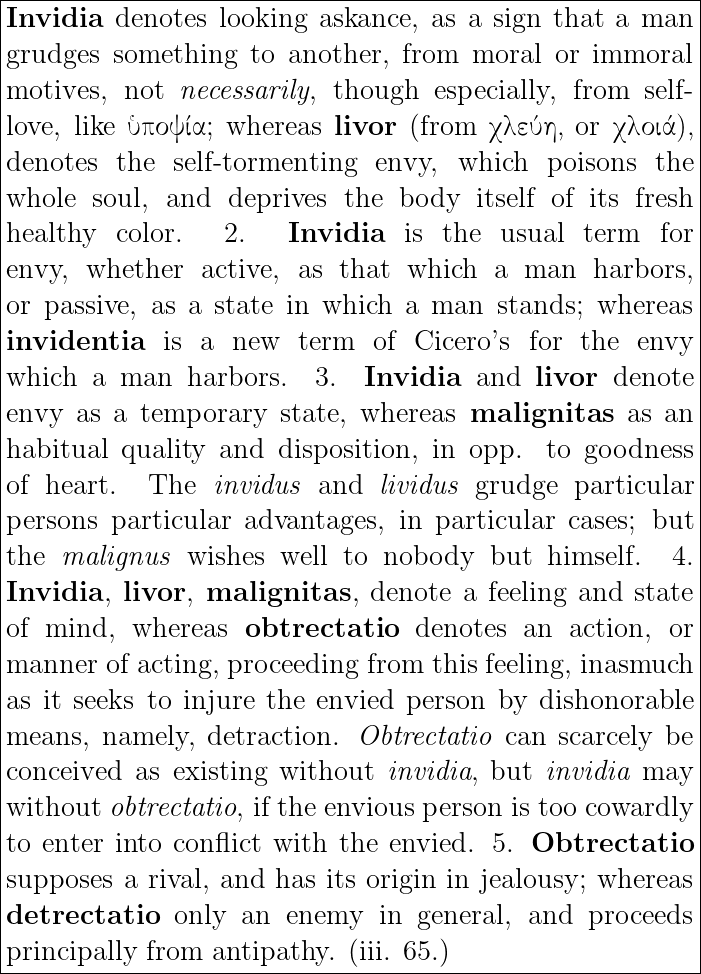 Invidia denotes looking askance, as a sign that a man
grudges something to another, from moral or immoral
motives, not necessarily, though especially, from self-
love, like ὑποψία; whereas livor (from χλεύη, or χλοιά),
denotes the self-tormenting envy, which poisons the
whole soul, and deprives the body itself of its fresh
healthy color. 2. Invidia is the usual term for
envy, whether active, as that which a man harbors,
or passive, as a state in which a man stands; whereas
invidentia is a new term of Cicero's for the envy
which a man harbors. 3. Invidia and livor denote
envy as a temporary state, whereas malignitas as an
habitual quality and disposition, in opp. to goodness
of heart. The invidus and lividus grudge particular
persons particular advantages, in particular cases; but
the malignus wishes well to nobody but himself. 4.
Invidia, livor, malignitas, denote a feeling and state
of mind, whereas obtrectatio denotes an action, or
manner of acting, proceeding from this feeling, inasmuch
as it seeks to injure the envied person by dishonorable
means, namely, detraction. Obtrectatio can scarcely be
conceived as existing without invidia, but invidia may
without obtrectatio, if the envious person is too cowardly
to enter into conflict with the envied. 5. Obtrectatio
supposes a rival, and has its origin in jealousy; whereas
detrectatio only an enemy in general, and proceeds
principally from antipathy. (iii. 65.)